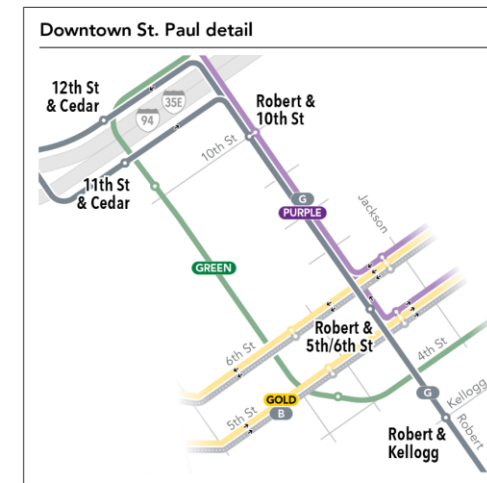 Downtown St. Paul detail
12th St
& Cedar
35E
94
Robert &
10th St
10th St
11th St
& Cedar
G
PURPLE
Jackson
GREEN
Robert &
5th/6th St
6th St
4th St
GOLD
B
5th St
G
Kellogg
Robert
Robert &
Kellogg